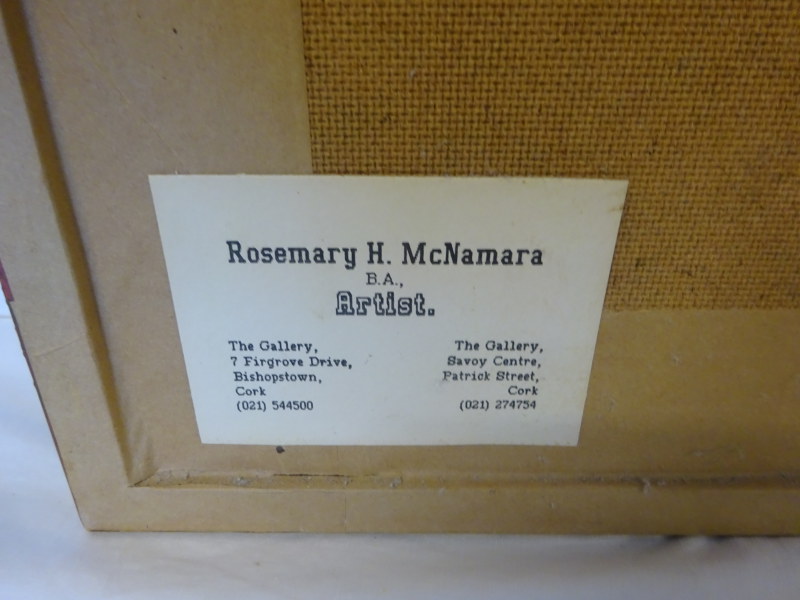 Rosemary H. McNamara
B.A.,
Artist.
The Gallery,
7 Firgrove Drive,
Bishopstown,
Cork
(021) 544500
The Gallery,
Savoy Centre,
Patrick Street,
Cork
(021) 274754